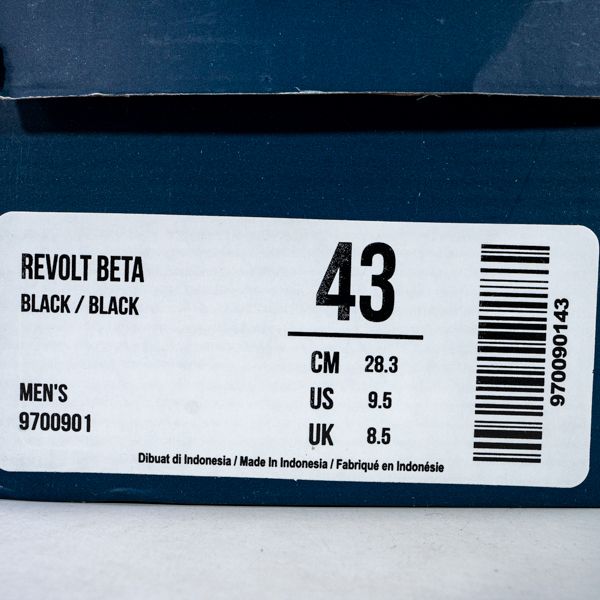 REVOLT BETA
BLACK / BLACK
MEN'S
9700901
43
CM 28.3
US 9.5
UK 8.5
Dibuat di Indonesia / Made In Indonesia / Fabriqué en Indonésie
970090143